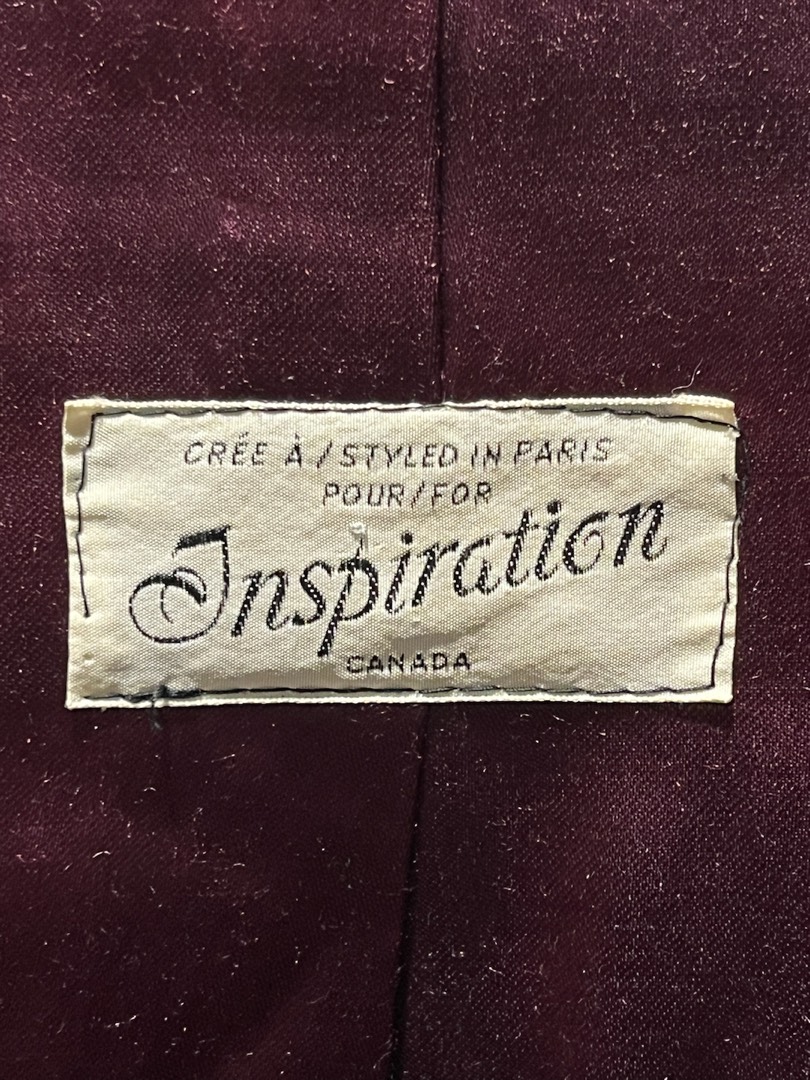 CRÉE À / STYLED IN PARIS
POUR/FOR
Inspiration
CANADA